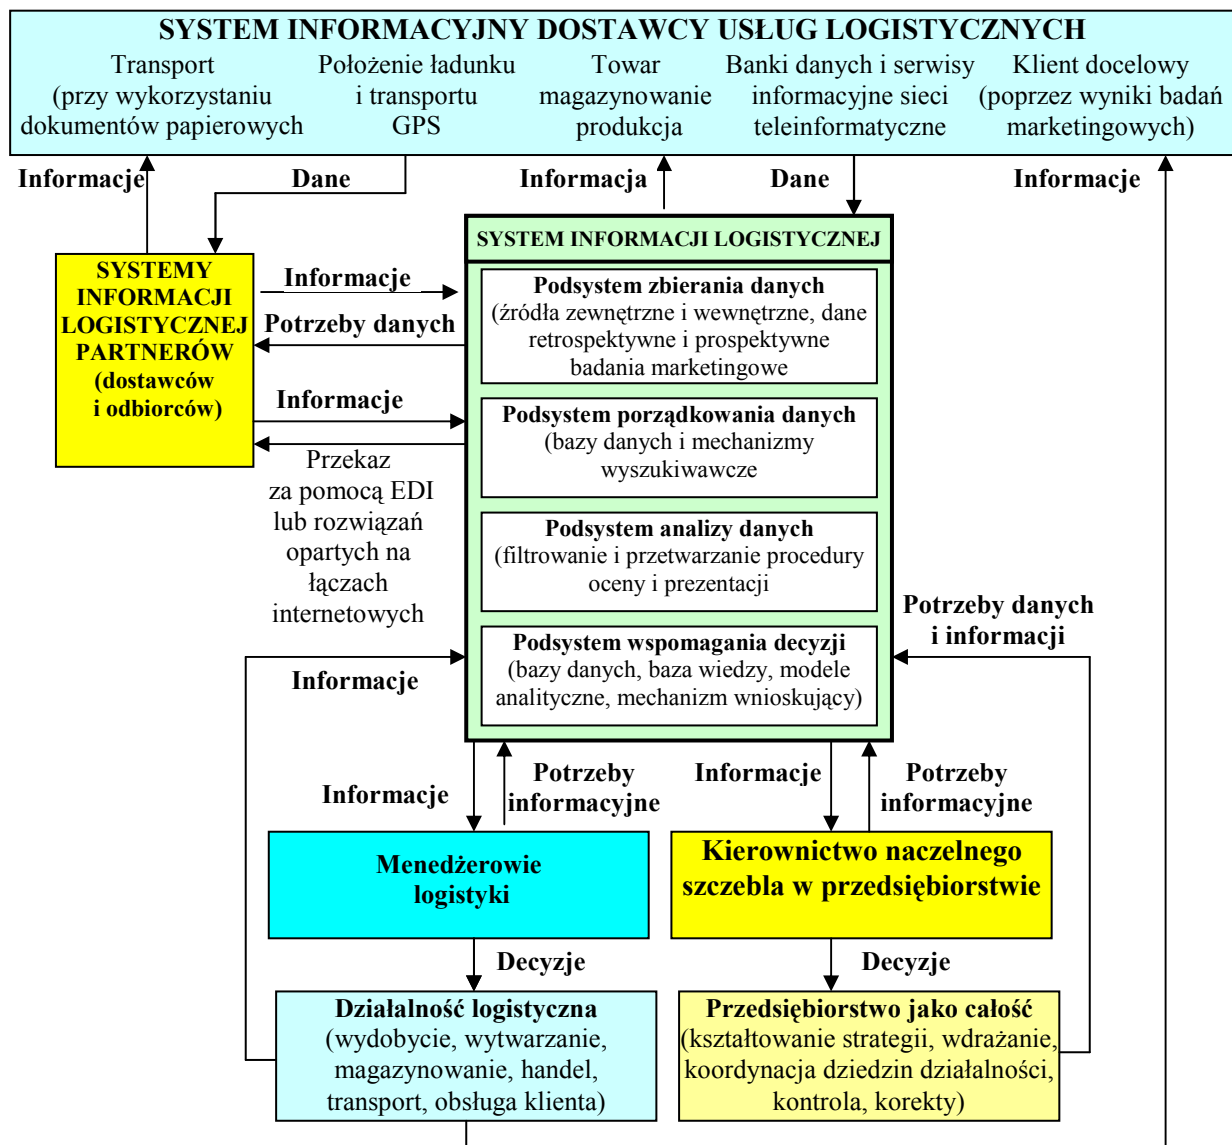 SYSTEM INFORMACYJNY DOSTAWCY USŁUG LOGISTYCZNYCH
Transport
(przy wykorzystaniu
dokumentów papierowych
Położenie ładunku
i transportu
GPS
Towar
magazynowanie
produkcja
Banki danych i serwisy
informacyjne sieci
teleinformatyczne
Klient docelowy
(poprzez wyniki badań
marketingowych)
Informacje
Dane
Informacja
Dane
Informacje
SYSTEMY
INFORMACJI
LOGISTYCZNEJ
PARTNERÓW
(dostawców
i odbiorców)
Informacje
Potrzeby danych
Informacje
Przekaz
za pomocą EDI
lub rozwiązań
opartych na
łączach
internetowych
SYSTEM INFORMACJI LOGISTYCZNEJ
Podsystem zbierania danych
(źródła zewnętrzne i wewnętrzne, dane
retrospektywne i prospektywne
badania marketingowe
Podsystem porządkowania danych
(bazy danych i mechanizmy
wyszukiwawcze
Podsystem analizy danych
(filtrowanie i przetwarzanie procedury
oceny i prezentacji
Podsystem wspomagania decyzji
(bazy danych, baza wiedzy, modele
analityczne, mechanizm wnioskujący)
Informacje
Potrzeby danych
i informacji
Informacje
Potrzeby
informacyjne
Informacje
Potrzeby
informacyjne
Menedżerowie
logistyki
Kierownictwo naczelnego
szczebla w przedsiębiorstwie
Decyzje
Decyzje
Działalność logistyczna
(wydobycie, wytwarzanie,
magazynowanie, handel,
transport, obsługa klienta)
Przedsiębiorstwo jako całość
(kształtowanie strategii, wdrażanie,
koordynacja dziedzin działalności,
kontrola, korekty)